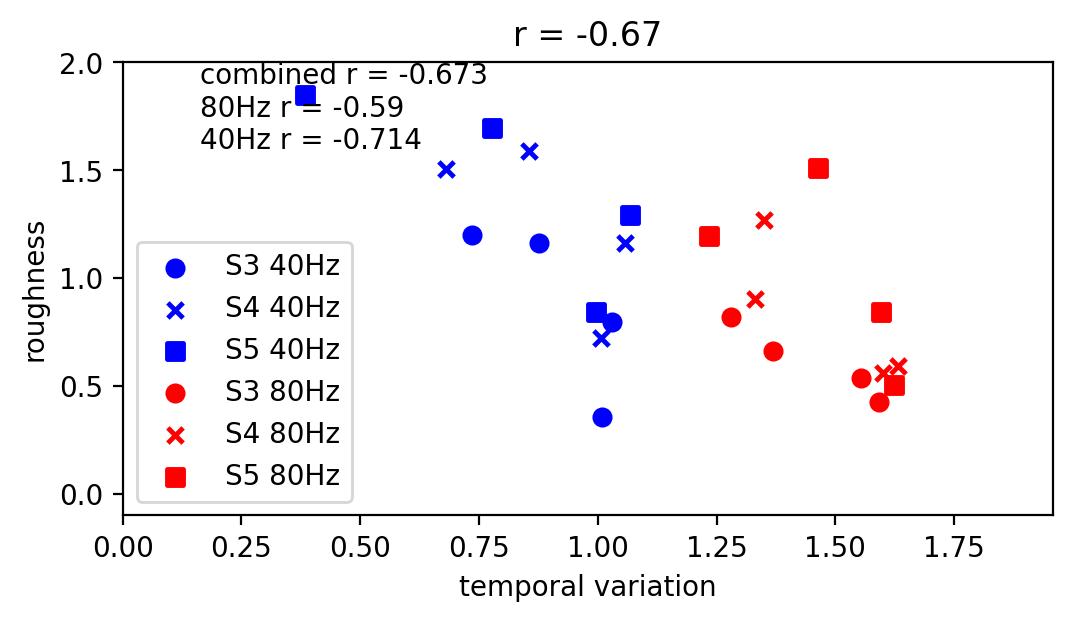 r = -0.67
combined r = -0.673
80Hz r = -0.59
40Hz r = -0.714
2.0
1.5
1.0
0.5
0.0
roughness
S3 40Hz
S4 40Hz
S5 40Hz
S3 80Hz
S4 80Hz
S5 80Hz
0.00 0.25 0.50 0.75 1.00 1.25 1.50 1.75
temporal variation